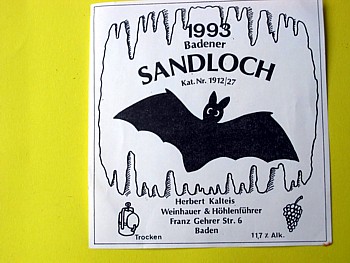 1993
Badener
SANDLOCH
Kat. Nr. 1912/27
Herbert Kalteis
Weinhauer & Höhlenführer
Franz Gehrer Str. 6
Baden
Trocken
11,7 % Alk.